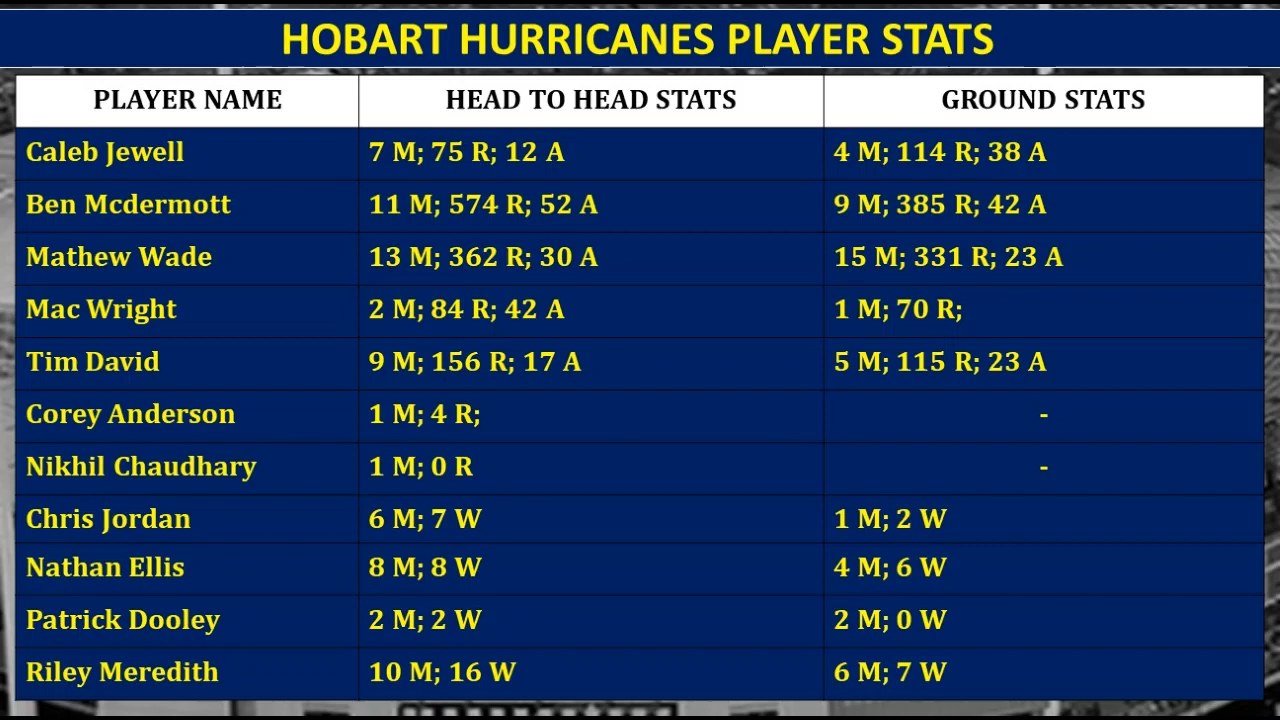 HOBART HURRICANES PLAYER STATS
PLAYER NAME HEAD TO HEAD STATS GROUND STATS
Caleb Jewell 7 M; 75 R; 12 A 4 M; 114 R; 38 A
Ben Mcdermott 11 M; 574 R; 52 A 9 M; 385 R; 42 A
Mathew Wade 13 M; 362 R; 30 A 15 M; 331 R; 23 A
Mac Wright 2 M; 84 R; 42 A 1 M; 70 R;
Tim David 9 M; 156 R; 17 A 5 M; 115 R; 23 A
Corey Anderson 1 M; 4 R; -
Nikhil Chaudhary 1 M; 0 R -
Chris Jordan 6 M; 7 W 1 M; 2 W
Nathan Ellis 8 M; 8 W 4 M; 6 W
Patrick Dooley 2 M; 2 W 2 M; 0 W
Riley Meredith 10 M; 16 W 6 M; 7 W